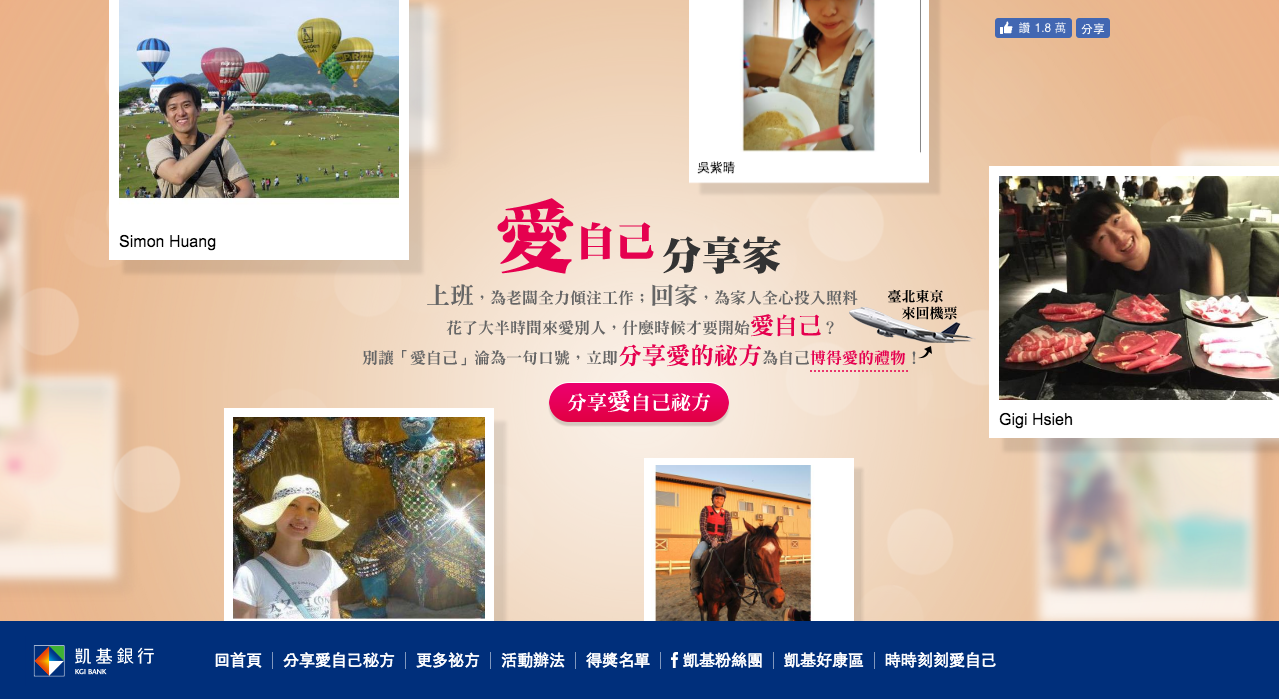 讚 1.8 萬 分享
吳紫晴
Simon Huang
愛自己 分享家
上班，為老闆全力傾注工作；回家，為家人全心投入照料
臺北東京
來回機票
花了大半時間來愛別人，什麼時候才要開始愛自己？
別讓「愛自己」淪為一句口號，立即分享愛的祕方為自己博得愛的禮物！
分享愛自己祕方
Gigi Hsieh
凱基銀行
KGI BANK
回首頁 分享愛自己秘方 更多祕方 活動辦法 得獎名單 f 凱基粉絲團 凱基好康區 時時刻刻愛自己